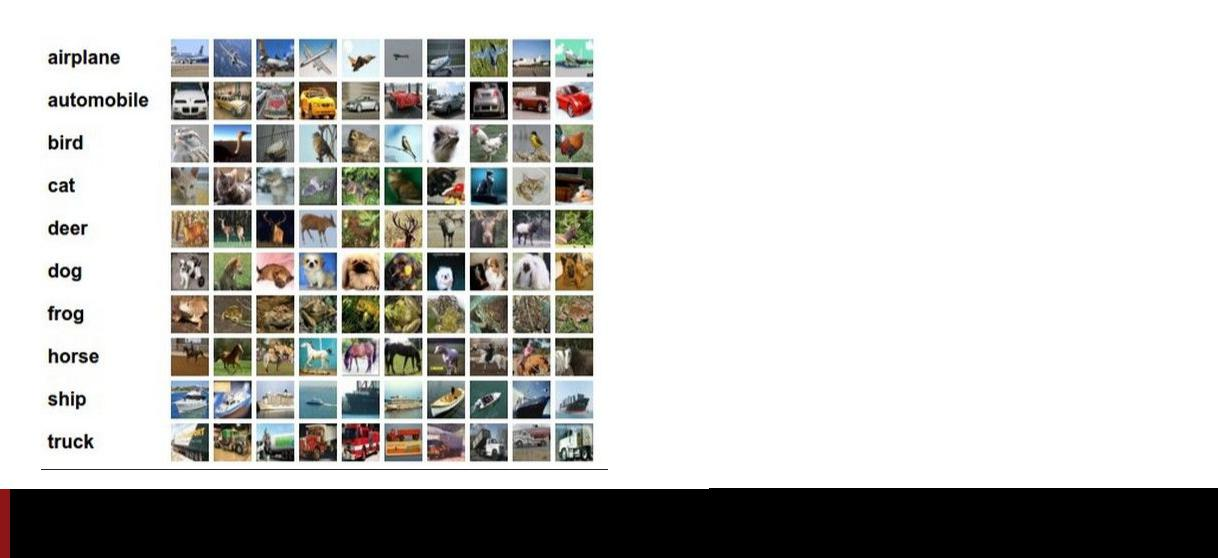 airplane
automobile
bird
cat
deer
dog
frog
horse
ship
truck